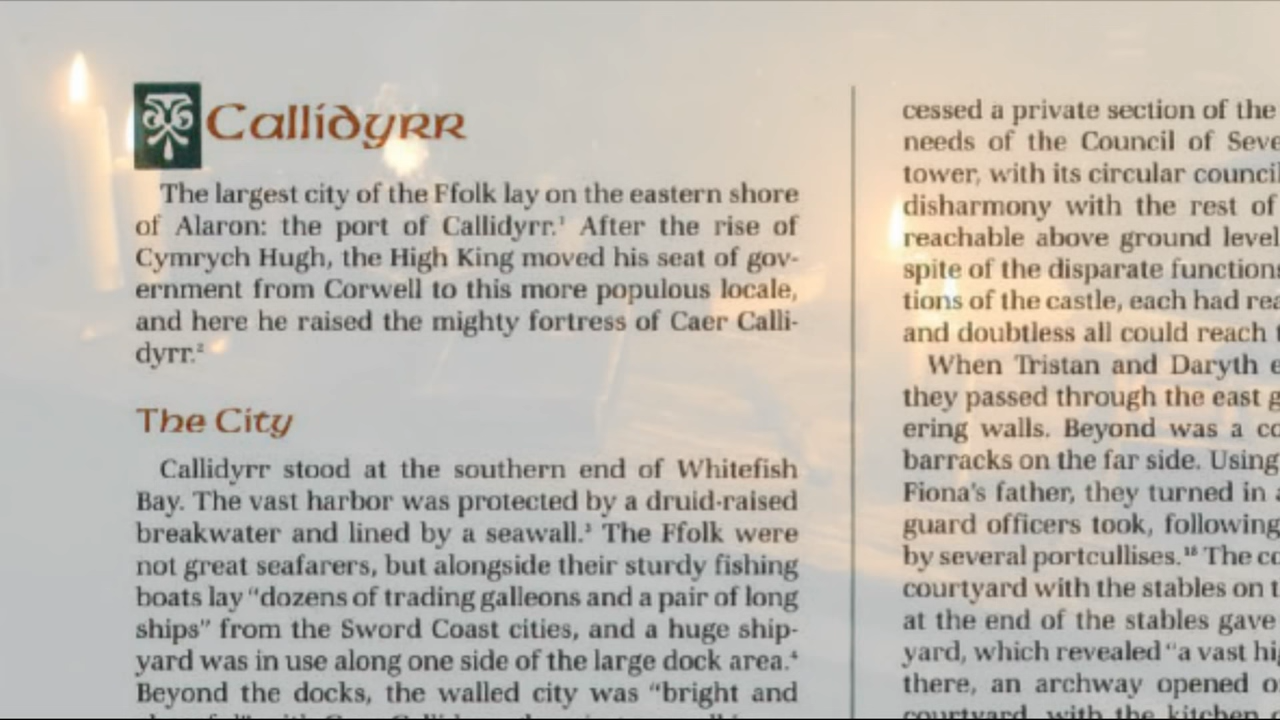 Callidyrr
The largest city of the Ffolk lay on the eastern shore
of Alaron: the port of Callidyrr.¹ After the rise of
Cymrych Hugh, the High King moved his seat of gov-
ernment from Corwell to this more populous locale,
and here he raised the mighty fortress of Caer Calli-
dyrr.²
The City
Callidyrr stood at the southern end of Whitefish
Bay. The vast harbor was protected by a druid-raised
breakwater and lined by a seawall.³ The Ffolk were
not great seafarers, but alongside their sturdy fishing
boats lay "dozens of trading galleons and a pair of long
ships" from the Sword Coast cities, and a huge ship-
yard was in use along one side of the large dock area.⁴
Beyond the docks, the walled city was "bright and
cessed a private section of the
needs of the Council of Seve
tower, with its circular council
disharmony with the rest of
reachable above ground level
spite of the disparate functions
tions of the castle, each had rea
and doubtless all could reach t
When Tristan and Daryth e
they passed through the east g
ering walls. Beyond was a co
barracks on the far side. Using
Fiona's father, they turned in a
guard officers took, following
by several portcullises.¹⁸ The co
courtyard with the stables on t
at the end of the stables gave
yard, which revealed "a vast hig
there, an archway opened o
courtyard, with the kitchen